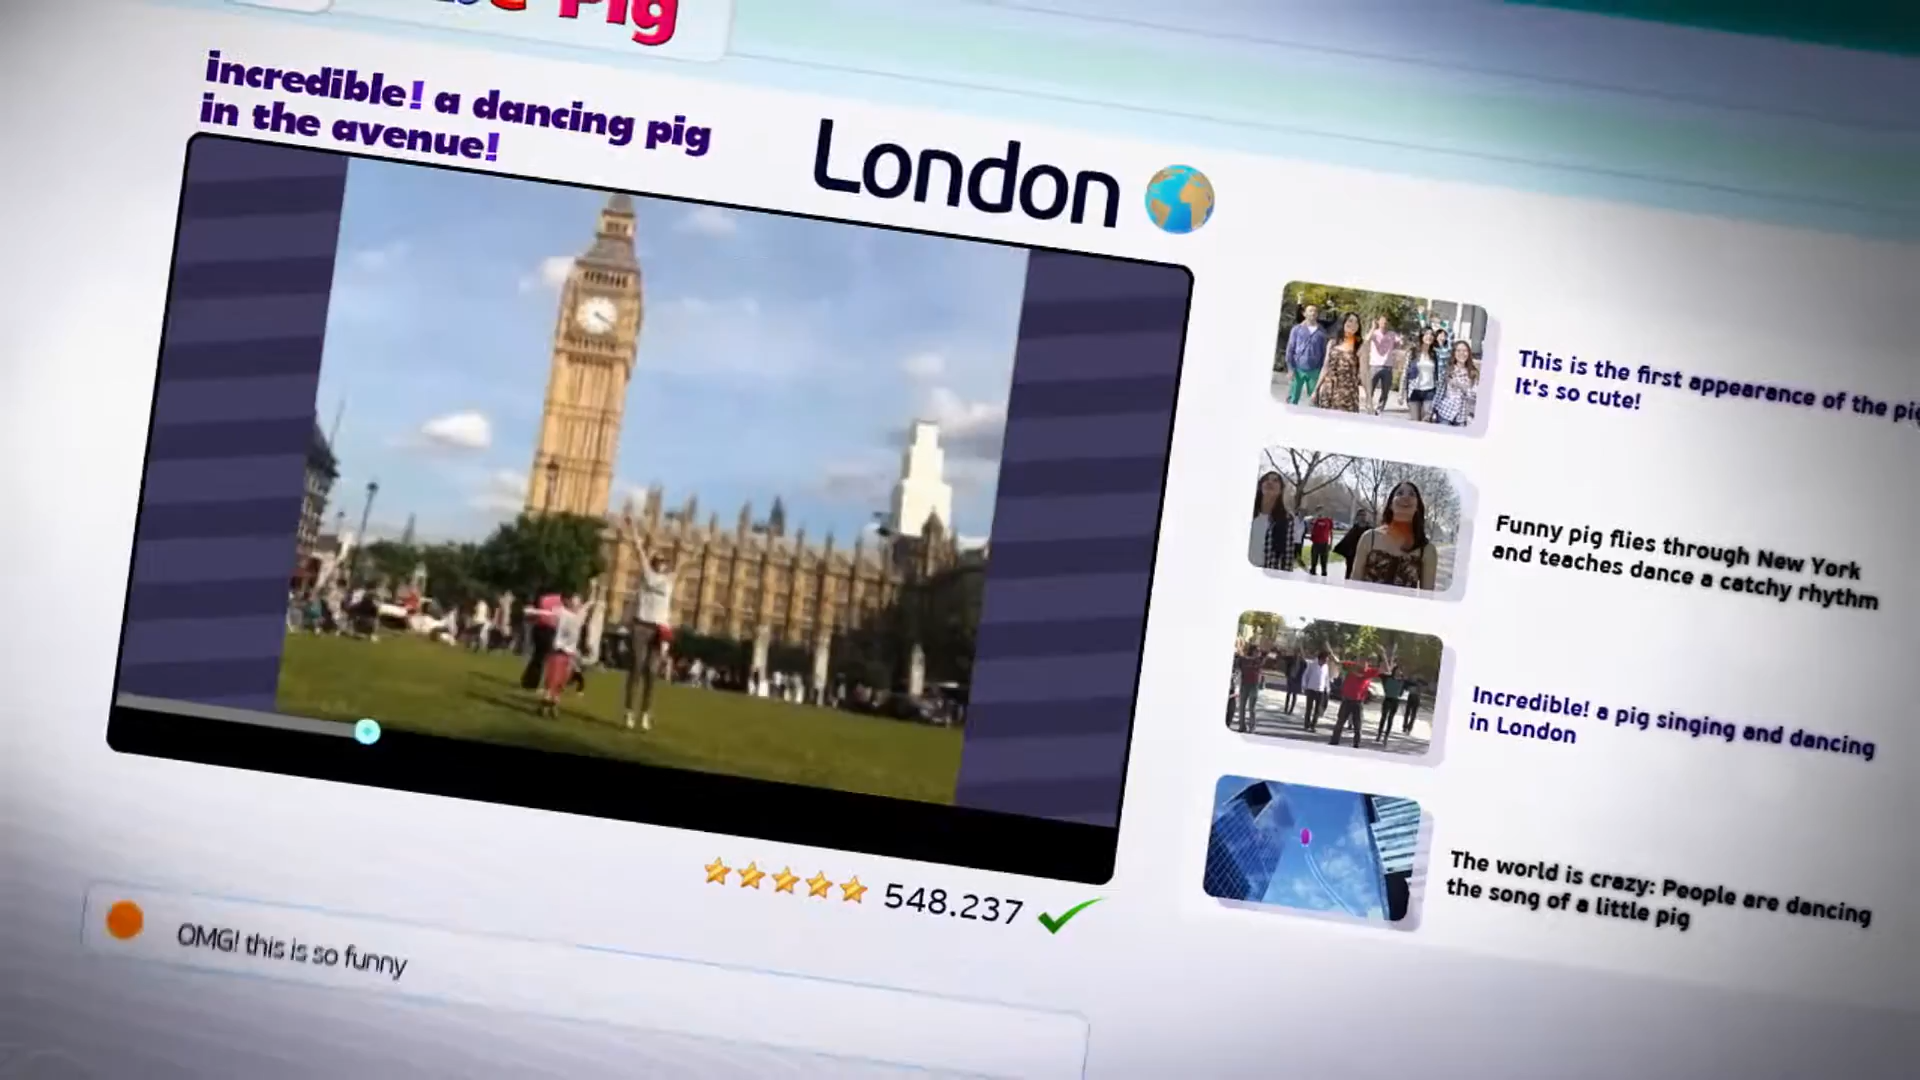 Pig
incredible! a dancing pig
in the avenue!
London
This is the first appearance of the
It's so cute!
Funny pig flies through New York
and teaches dance a catchy rhythm
Incredible! a pig singing and dancing
in London
The world is crazy: People are dancing
the song of a little pig
548.237
OMG! this is so funny